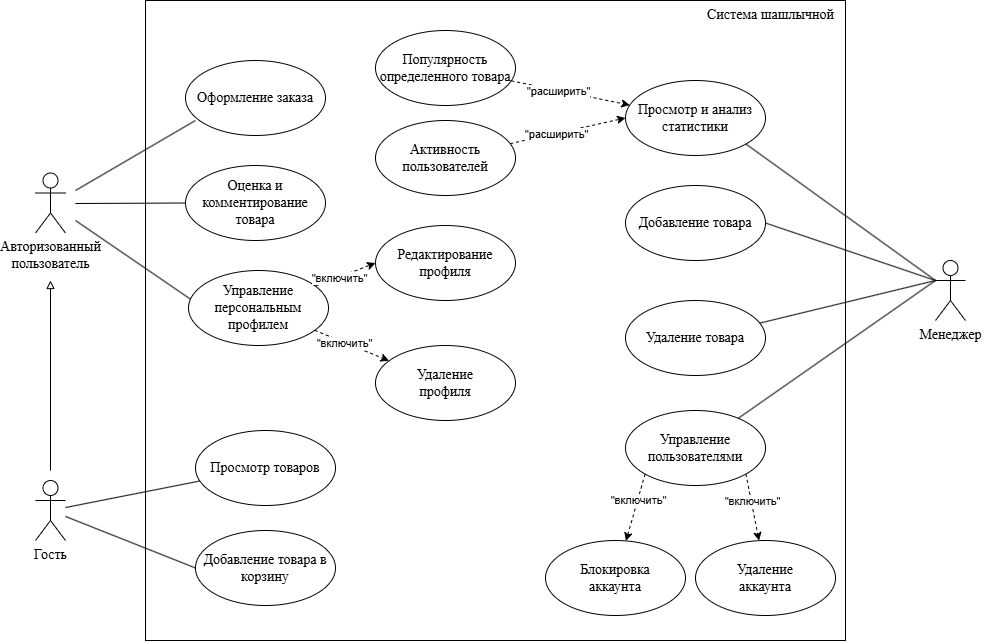 Система шашлычной
Популярность
определенного товара
"расширить"
Оформление заказа
Просмотр и анализ
статистики
"расширить"
Активность
пользователей
Оценка и
комментирование
товара
Добавление товара
Авторизованный
пользователь
Редактирование
профиля
"включить"
Управление
персональным
профилем
"включить"
Удаление товара
Менеджер
Удаление
профиля
Управление
пользователями
Просмотр товаров
"включить"
"включить"
Гость
Добавление товара в
корзину
Блокировка
аккаунта
Удаление
аккаунта